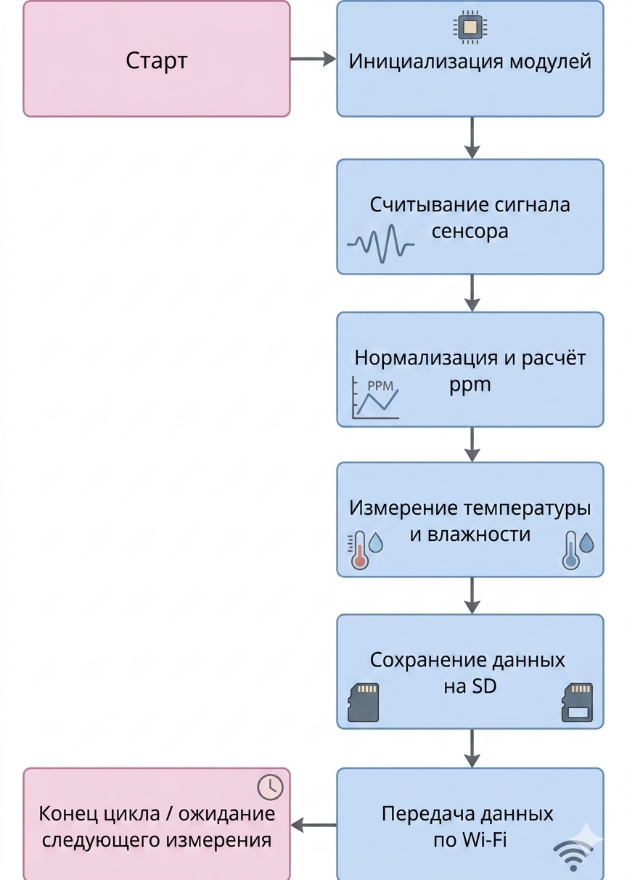 Старт
Инициализация модулей
Считывание сигнала
сенсора
Нормализация и расчёт
ppm
PPM
Измерение температуры
и влажности
Сохранение данных
на SD
Передача данных
по Wi-Fi
Конец цикла / ожидание
следующего измерения